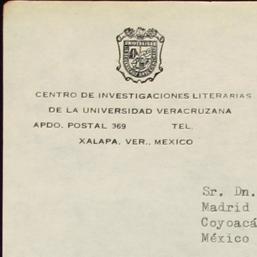 CENTRO DE INVESTIGACIONES LITERARIAS
DE LA UNIVERSIDAD VERACRUZANA
APDO. POSTAL 369 TEL.
XALAPA, VER., MEXICO
Sr. Dn.
Madrid
Coyoacá
México